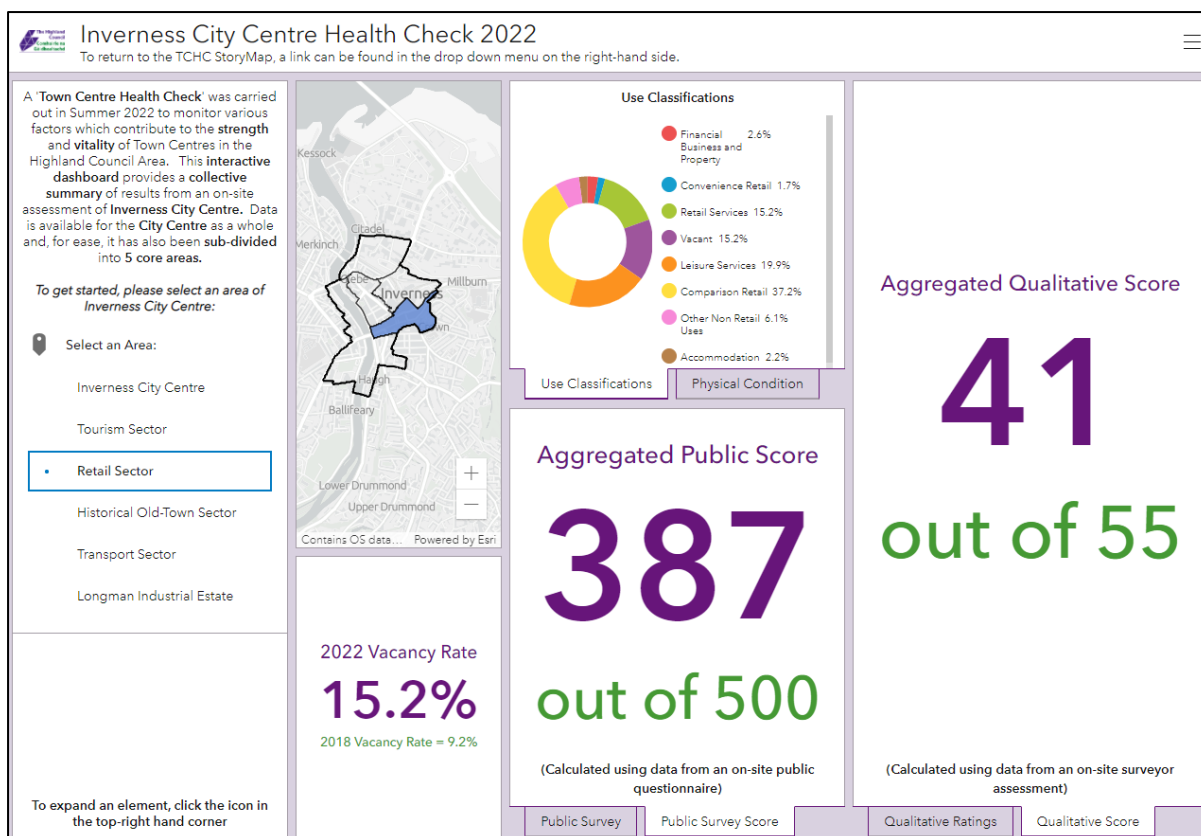 The Highland
Council
Comhairle na
Gàidhealtachd
Inverness City Centre Health Check 2022
To return to the TCHC StoryMap, a link can be found in the drop down menu on the right-hand side.
A 'Town Centre Health Check' was carried
out in Summer 2022 to monitor various
factors which contribute to the strength
and vitality of Town Centres in the
Highland Council Area. This interactive
dashboard provides a collective
summary of results from an on-site
assessment of Inverness City Centre. Data
is available for the City Centre as a whole
and, for ease, it has also been sub-divided
into 5 core areas.
To get started, please select an area of
Inverness City Centre:
Select an Area:
Inverness City Centre
Tourism Sector
Retail Sector
Historical Old-Town Sector
Transport Sector
Longman Industrial Estate
To expand an element, click the icon in
the top-right hand corner
Kessock
Citadel
Merkinch
Millburn
Inverness
Haugh
Ballifeary
Lower Drummond
Upper Drummond
+
−
Contains OS data... Powered by Esri
2022 Vacancy Rate
15.2%
2018 Vacancy Rate = 9.2%
Use Classifications
Financial 2.6%
Business and
Property
Convenience Retail 1.7%
Retail Services 15.2%
Vacant 15.2%
Leisure Services 19.9%
Comparison Retail 37.2%
Other Non Retail 6.1%
Uses
Accommodation 2.2%
Use Classifications Physical Condition
Aggregated Public Score
387
out of 500
(Calculated using data from an on-site public
questionnaire)
Public Survey Public Survey Score
Aggregated Qualitative Score
41
out of 55
(Calculated using data from an on-site surveyor
assessment)
Qualitative Ratings Qualitative Score